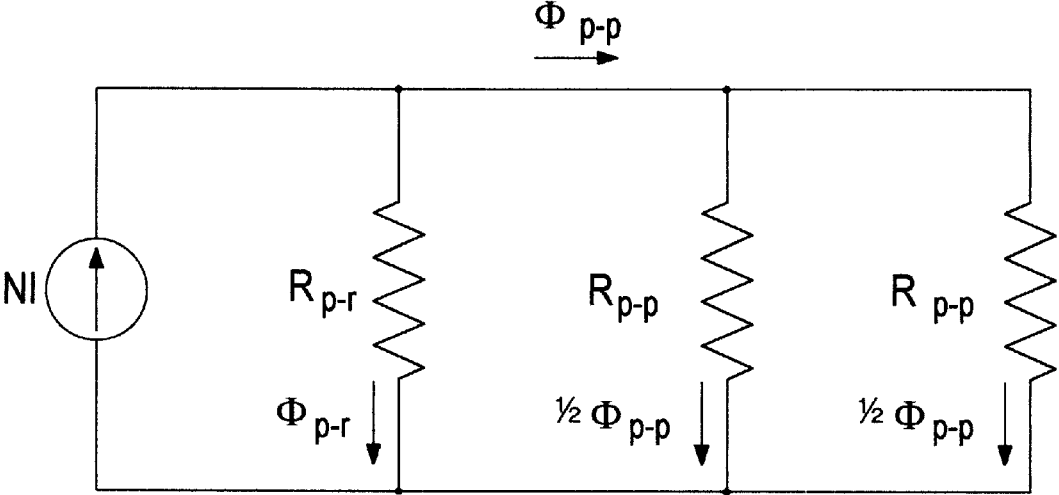 Φ p-p
NI
R p-r
R p-p
R p-p
Φ p-r
½ Φ p-p
½ Φ p-p